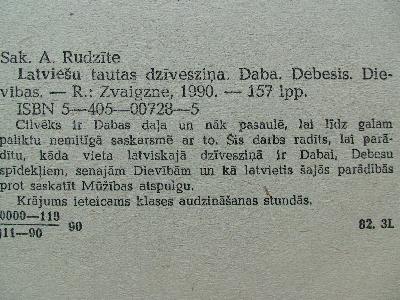 Sak. A. Rudzīte
Latviešu tautas dzīvesziņa. Daba. Debesis. Die-
vības. — R.: Zvaigzne, 1990. — 157 lpp.
ISBN 5—405—00728—5
Cilvēks ir Dabas daļa un nāk pasaulē, lai līdz galam
paliktu nemitīgā saskarsmē ar to. Šis darbs radīts, lai parā-
dītu, kāda vieta latviskajā dzīvesziņā ir Dabai, Debesu
spīdekļiem, senajām Dievībām un kā latvietis šajās parādībās
prot saskatīt Mūžības atspulgu.
Krājums ieteicams klases audzināšanas stundās.
0000—119
11—90
90
82. 3L